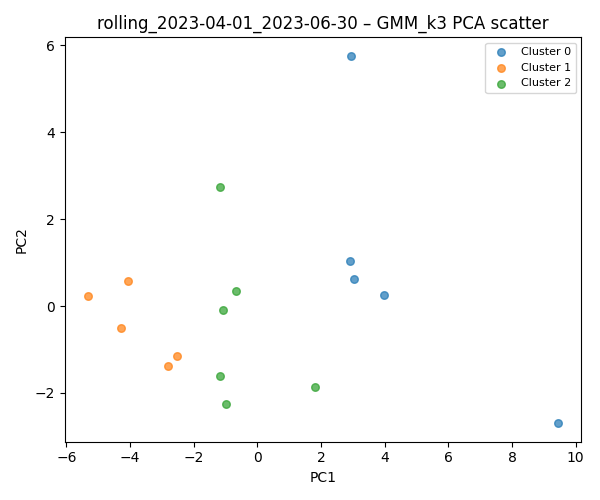 rolling_2023-04-01_2023-06-30 – GMM_k3 PCA scatter
Cluster 0
Cluster 1
Cluster 2
6
4
2
0
−2
PC2
−6
−4
−2
0
2
4
6
8
10
PC1